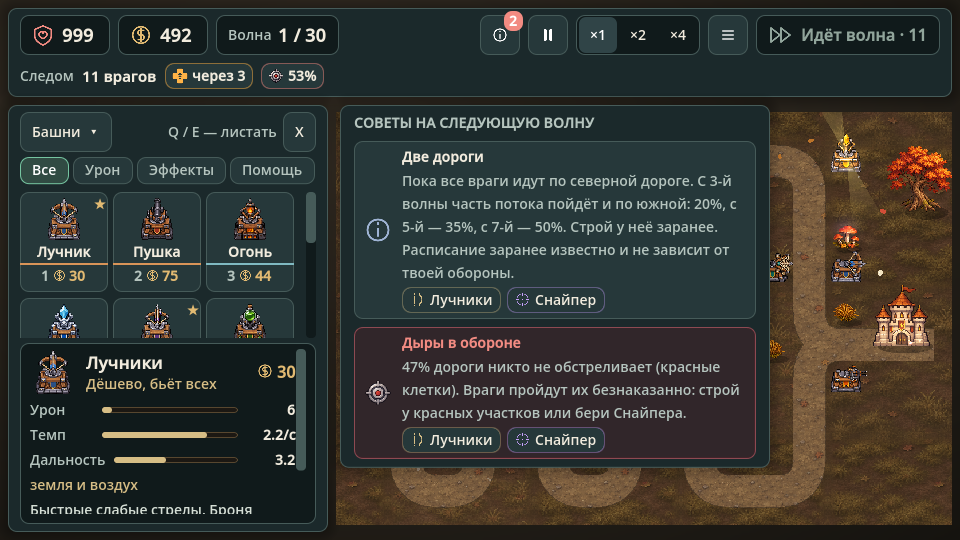 999
492
Волна 1 / 30
2
×1
×2
×4
Идёт волна · 11
Следом 11 врагов
через 3
53%
Башни
Q / E — листать
X
Все
Урон
Эффекты
Помощь
Лучник
1 30
Пушка
2 75
Огонь
3 44
Лучники
Дёшево, бьёт всех
30
Урон 6
Темп 2.2/с
Дальность 3.2
земля и воздух
Быстрые слабые стрелы. Броня
СОВЕТЫ НА СЛЕДУЮЩУЮ ВОЛНУ
Две дороги
Пока все враги идут по северной дороге. С 3-й
волны часть потока пойдёт и по южной: 20%, с
5-й — 35%, с 7-й — 50%. Строй у неё заранее.
Расписание заранее известно и не зависит от
твоей обороны.
Лучники
Снайпер
Дыры в обороне
47% дороги никто не обстреливает (красные
клетки). Враги пройдут их безнаказанно: строй
у красных участков или бери Снайпера.
Лучники
Снайпер